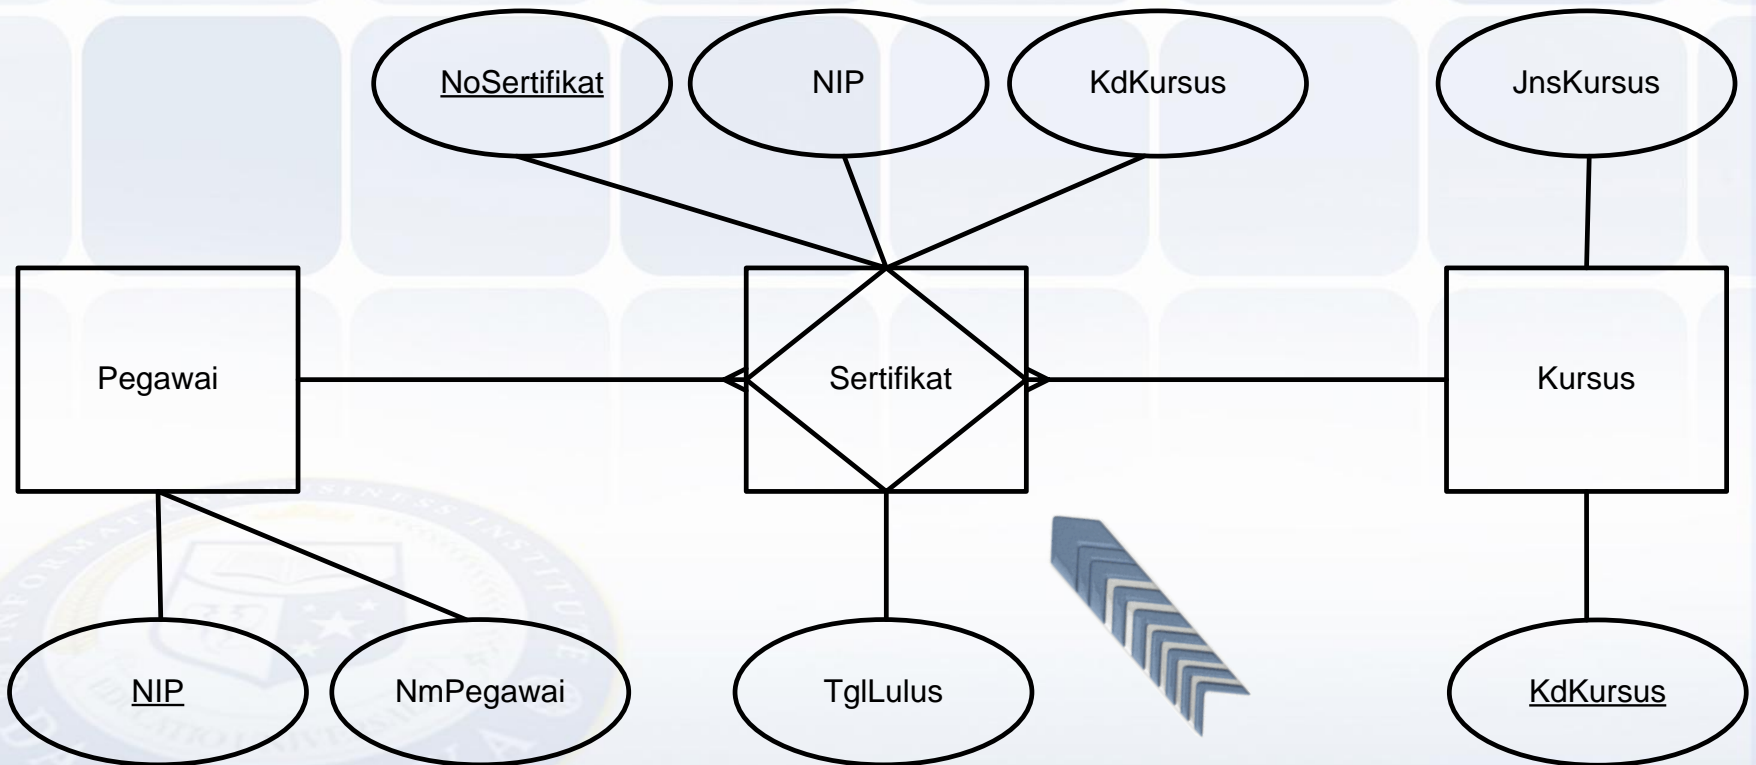 NoSertifikat
NIP
KdKursus
JnsKursus
Pegawai
Sertifikat
Kursus
NIP
NmPegawai
TglLulus
KdKursus